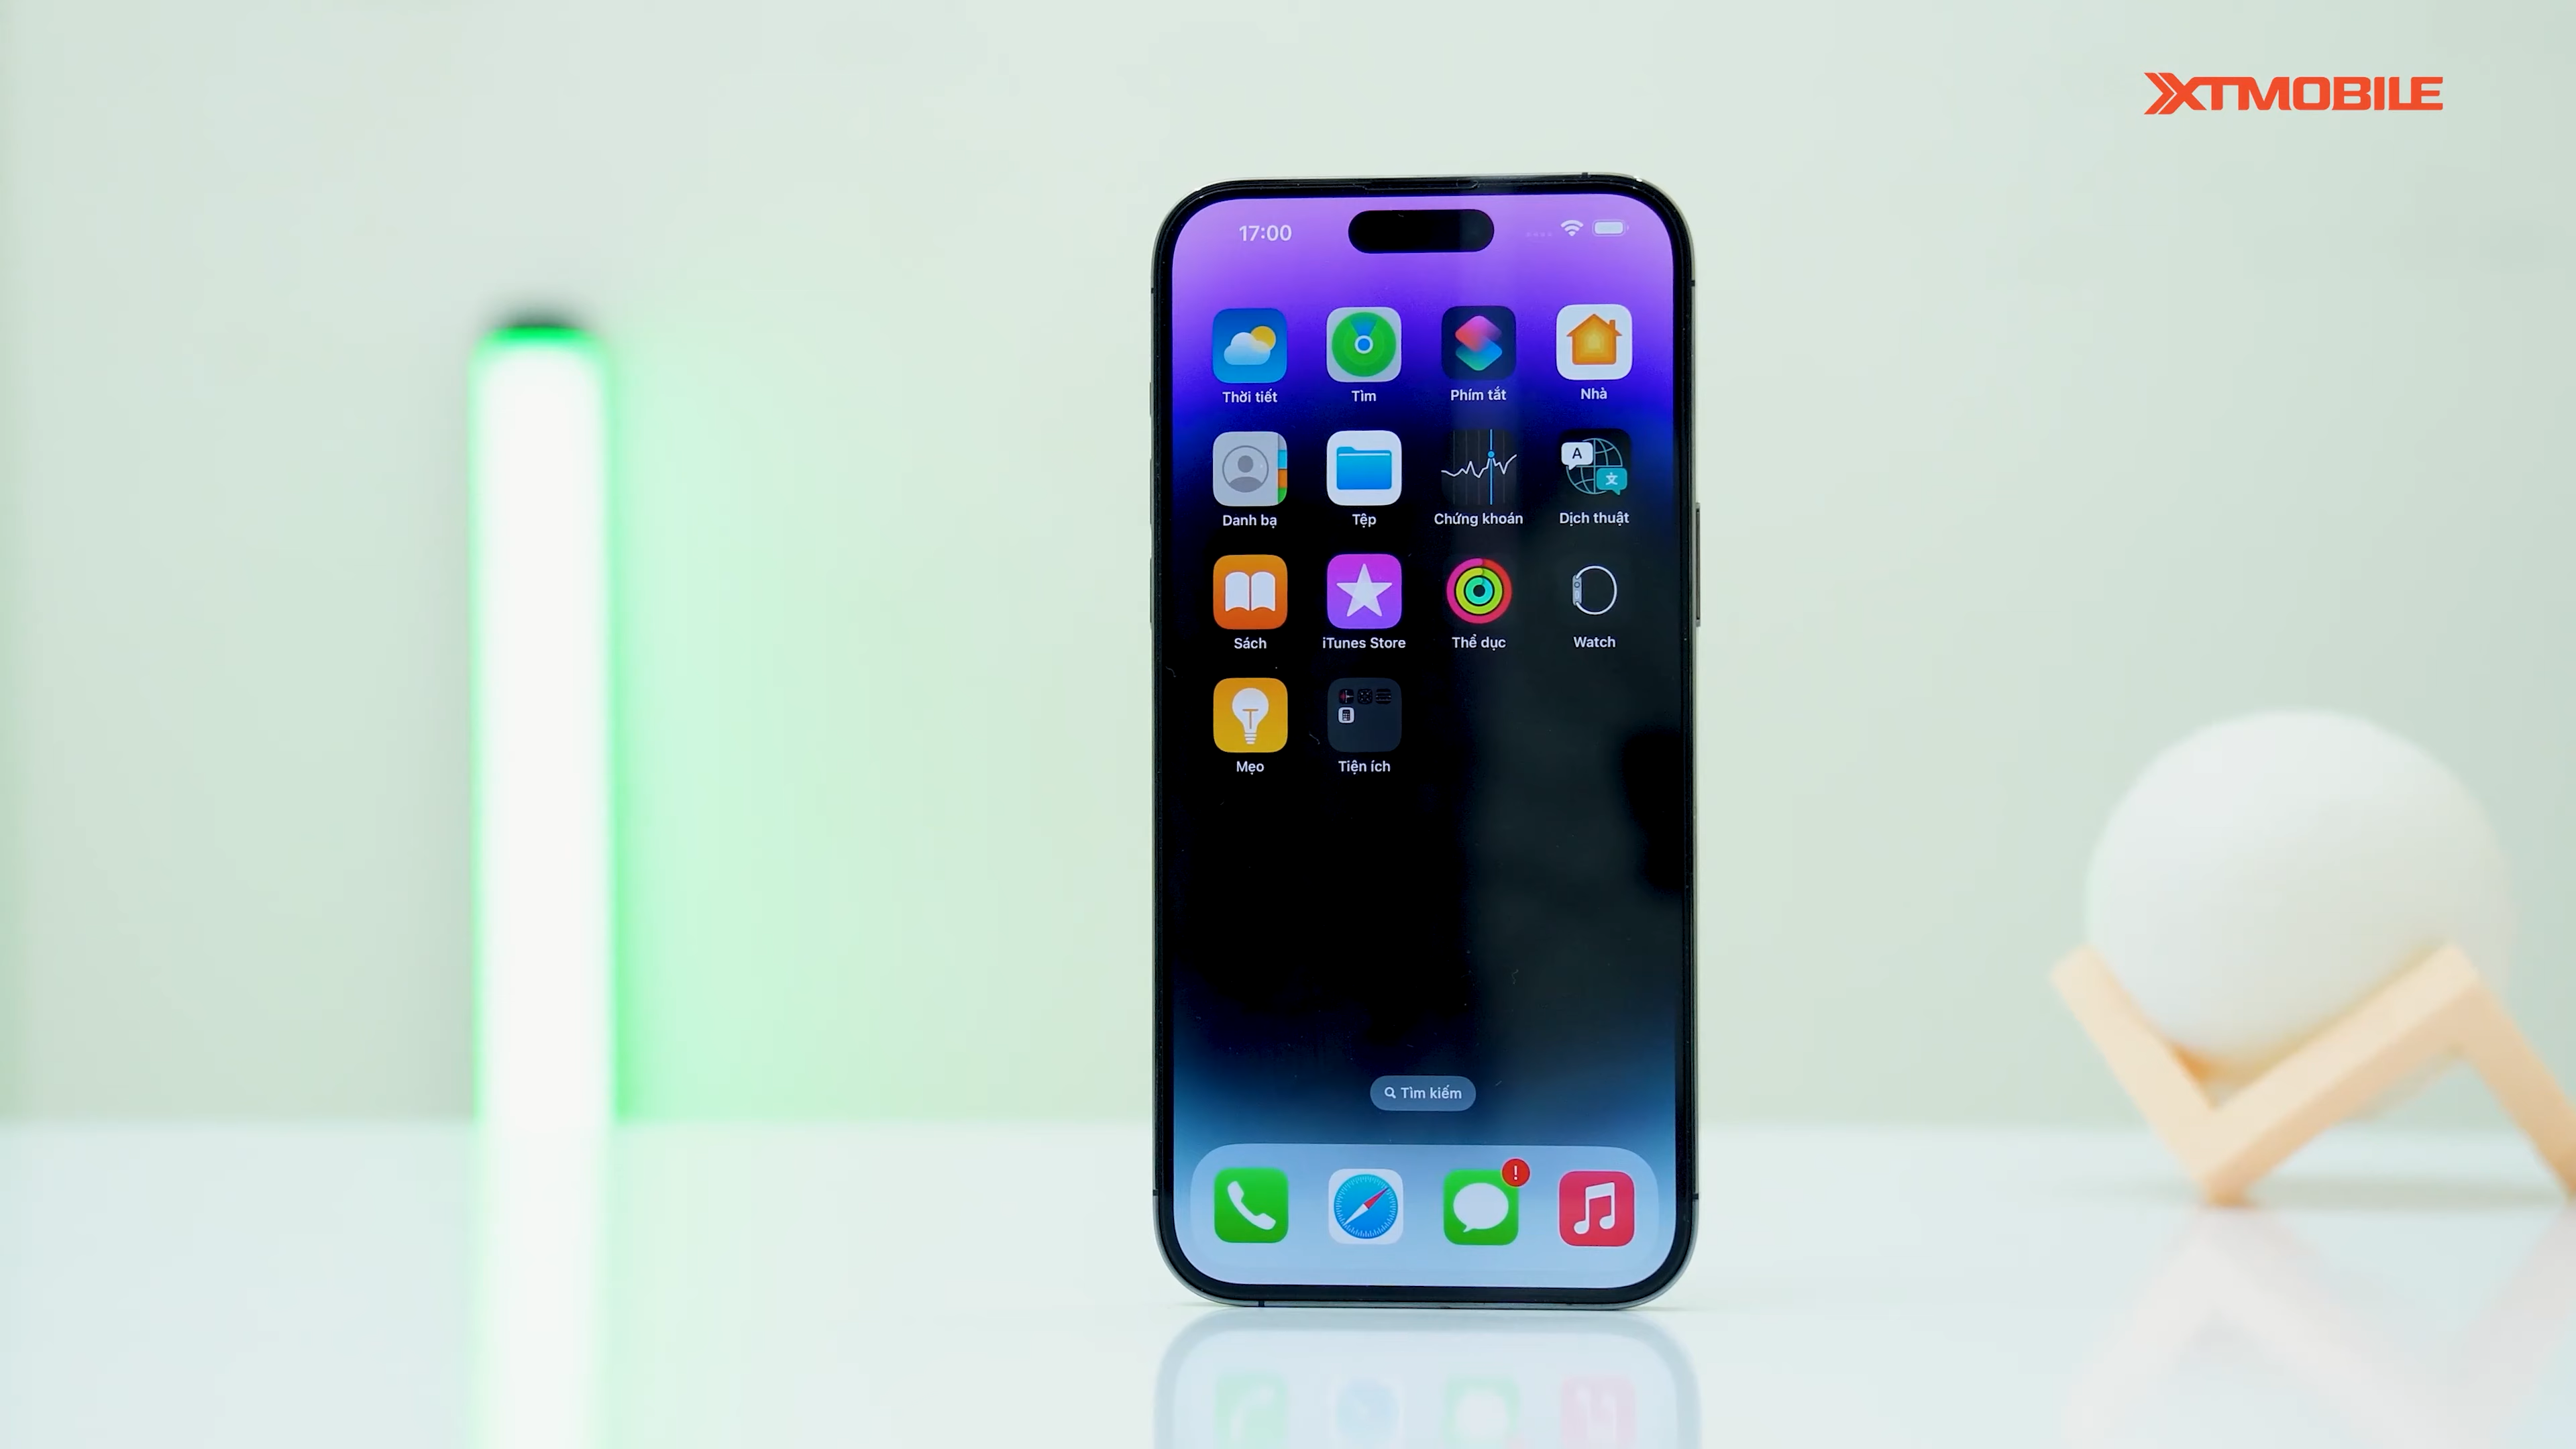 XTMOBILE
17:00
Thời tiết
Tìm
Phím tắt
Nhà
Danh bạ
Tệp
Chứng khoán
Dịch thuật
A
文
Sách
iTunes Store
Thể dục
Watch
Mẹo
Tiện ích
Tìm kiếm
!